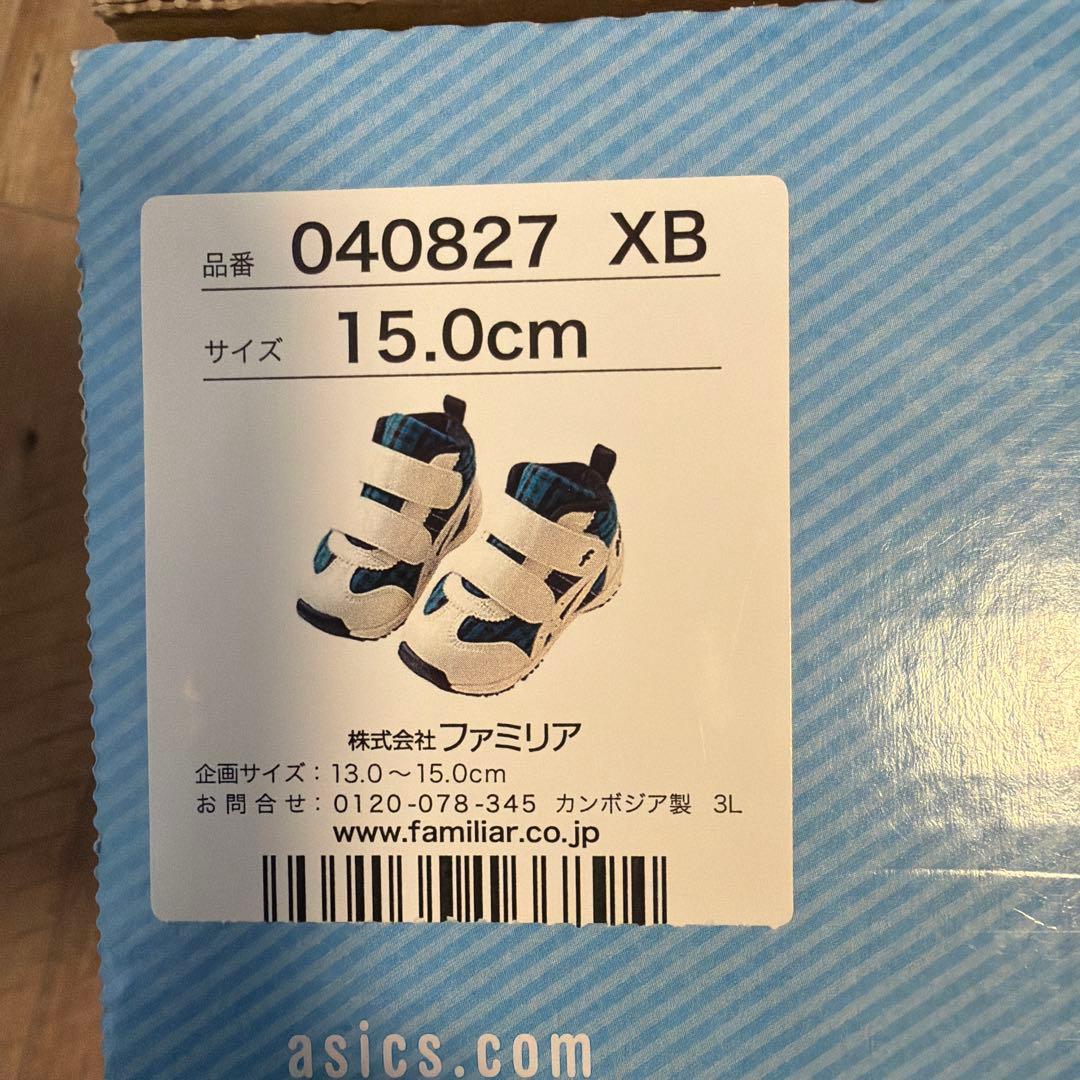 品番 040827 XB
サイズ 15.0cm
株式会社ファミリア
企画サイズ：13.0～15.0cm
お問合せ：0120-078-345 カンボジア製 3L
www.familiar.co.jp
asics.com